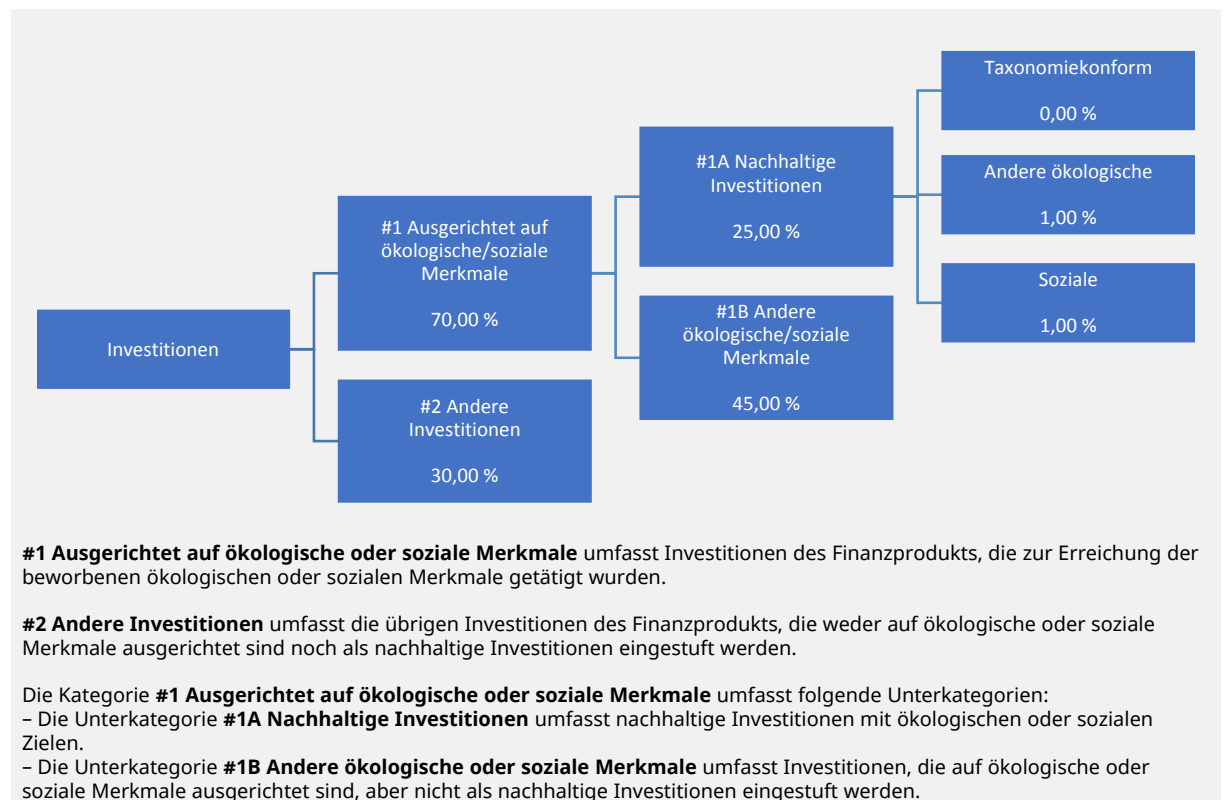 Taxonomiekonform
0,00 %
#1A Nachhaltige
Investitionen
25,00 %
Andere ökologische
1,00 %
#1 Ausgerichtet auf
ökologische/soziale
Merkmale
70,00 %
Soziale
1,00 %
#1B Andere
ökologische/soziale
Merkmale
45,00 %
Investitionen
#2 Andere
Investitionen
30,00 %
#1 Ausgerichtet auf ökologische oder soziale Merkmale umfasst Investitionen des Finanzprodukts, die zur Erreichung der
beworbenen ökologischen oder sozialen Merkmale getätigt wurden.
#2 Andere Investitionen umfasst die übrigen Investitionen des Finanzprodukts, die weder auf ökologische oder soziale
Merkmale ausgerichtet sind noch als nachhaltige Investitionen eingestuft werden.
Die Kategorie #1 Ausgerichtet auf ökologische oder soziale Merkmale umfasst folgende Unterkategorien:
– Die Unterkategorie #1A Nachhaltige Investitionen umfasst nachhaltige Investitionen mit ökologischen oder sozialen
Zielen.
– Die Unterkategorie #1B Andere ökologische oder soziale Merkmale umfasst Investitionen, die auf ökologische oder
soziale Merkmale ausgerichtet sind, aber nicht als nachhaltige Investitionen eingestuft werden.